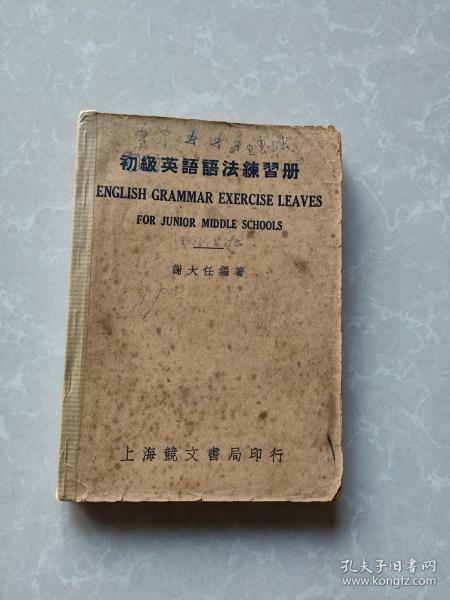 初級英語語法練習册
ENGLISH GRAMMAR EXERCISE LEAVES
FOR JUNIOR MIDDLE SCHOOLS
謝大任編著
上海競文書局印行
孔夫子旧书网
www.kongfz.com